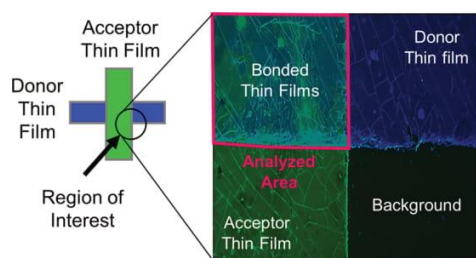 Acceptor
Thin Film
Donor
Thin
Film
Region of
Interest
Bonded
Thin Films
Donor
Thin film
Analyzed
Area
Acceptor
Thin Film
Background